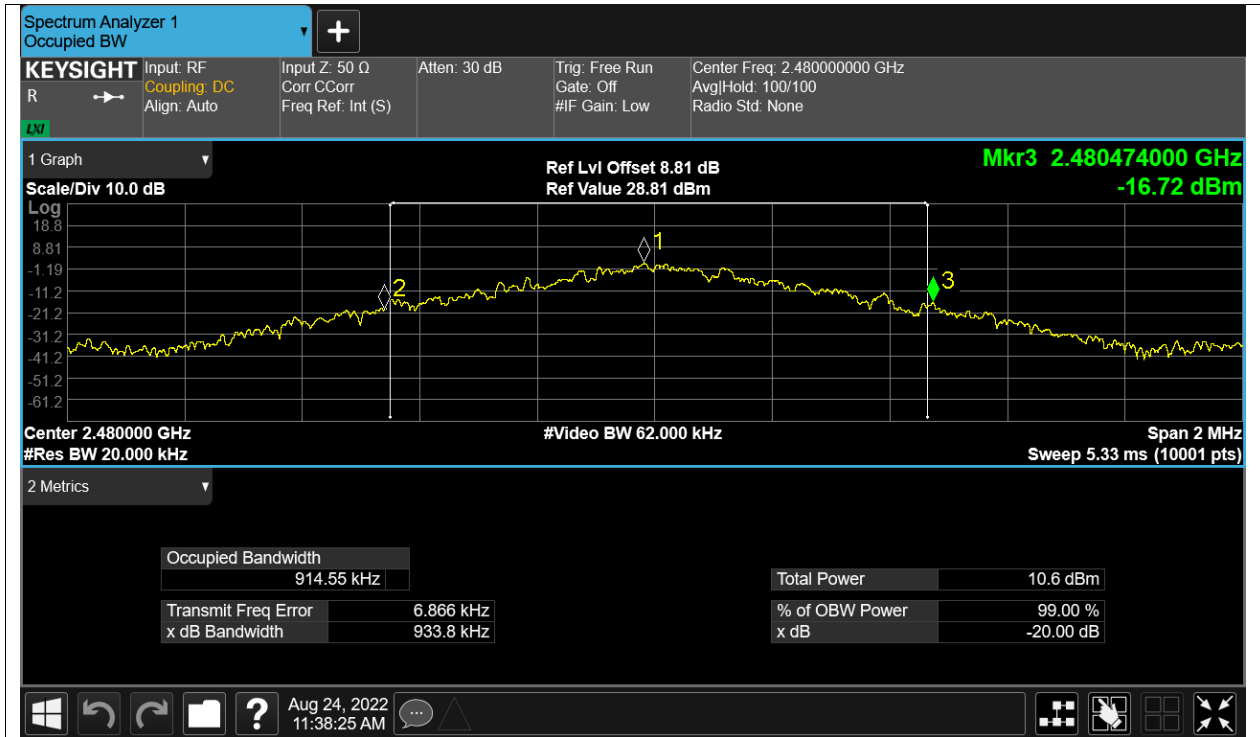 Spectrum Analyzer 1
Occupied BW
+
KEYSIGHT
R
LXI
Input: RF
Coupling: DC
Align: Auto
Input Z: 50 Ω
Corr CCorr
Freq Ref: Int (S)
Atten: 30 dB
Trig: Free Run
Gate: Off
#IF Gain: Low
Center Freq: 2.480000000 GHz
Avg|Hold: 100/100
Radio Std: None
1 Graph
Scale/Div 10.0 dB
Ref Lvl Offset 8.81 dB
Ref Value 28.81 dBm
Mkr3 2.480474000 GHz
-16.72 dBm
Log
18.8
8.81
-1.19
-11.2
-21.2
-31.2
-41.2
-51.2
-61.2
1
2
3
Center 2.480000 GHz
#Res BW 20.000 kHz
#Video BW 62.000 kHz
Span 2 MHz
Sweep 5.33 ms (10001 pts)
2 Metrics
Occupied Bandwidth
914.55 kHz
Transmit Freq Error 6.866 kHz
x dB Bandwidth 933.8 kHz
Total Power 10.6 dBm
% of OBW Power 99.00 %
x dB -20.00 dB
?
Aug 24, 2022
11:38:25 AM